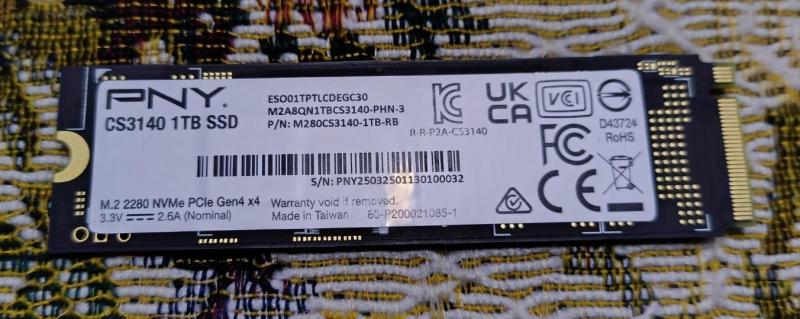 PNY.
CS3140 1TB SSD
ESO01TPTLCDEGC30
M2A8QN1TBCS3140-PHN-3
P/N: M280CS3140-1TB-RB
R-R-P2A-CS3140
UK
CA
VCI
D43724
RoHS
FC
CE
S/N: PNY25032501130100032
M.2 2280 NVMe PCIe Gen4 x4
3.3V 2.6A (Nominal)
Warranty void if removed.
Made in Taiwan
80-P200021085-1